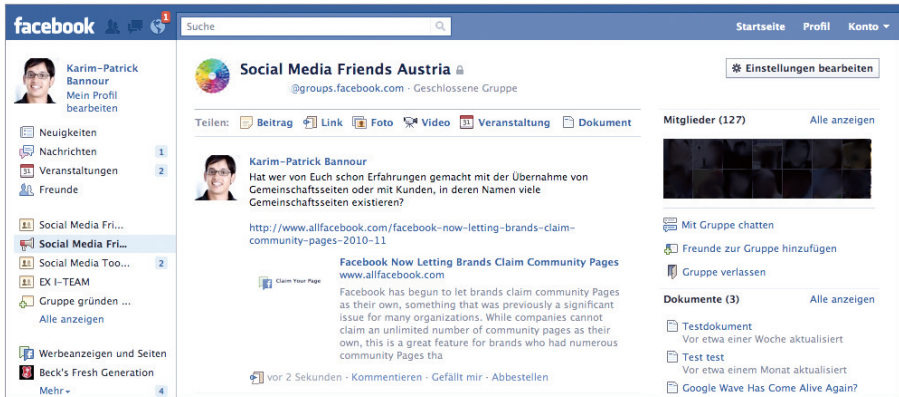 facebook
1
Suche
Startseite Profil Konto
Karim-Patrick
Bannour
Mein Profil
bearbeiten
Neuigkeiten
Nachrichten 1
Veranstaltungen 2
Freunde
Social Media Fri...
Social Media Fri...
Social Media Too... 2
EX I-TEAM
Gruppe gründen ...
Alle anzeigen
Werbeanzeigen und Seiten
Beck's Fresh Generation
Mehr 4
Social Media Friends Austria
@groups.facebook.com · Geschlossene Gruppe
Teilen: Beitrag Link Foto Video 31 Veranstaltung Dokument
Karim-Patrick Bannour
Hat wer von Euch schon Erfahrungen gemacht mit der Übernahme von
Gemeinschaftsseiten oder mit Kunden, in deren Namen viele
Gemeinschaftsseiten existieren?
http://www.allfacebook.com/facebook-now-letting-brands-claim-
community-pages-2010-11
Claim Your Page
Facebook Now Letting Brands Claim Community Pages
www.allfacebook.com
Facebook has begun to let brands claim community Pages
as their own, something that was previously a significant
issue for many organizations. While companies cannot
claim an unlimited number of community pages as their
own, this is a great feature for brands who had numerous
community Pages tha
vor 2 Sekunden · Kommentieren · Gefällt mir · Abbestellen
Einstellungen bearbeiten
Mitglieder (127) Alle anzeigen
Mit Gruppe chatten
Freunde zur Gruppe hinzufügen
Gruppe verlassen
Dokumente (3) Alle anzeigen
Testdokument
Vor etwa einer Woche aktualisiert
Test test
Vor etwa einem Monat aktualisiert
Google Wave Has Come Alive Again?